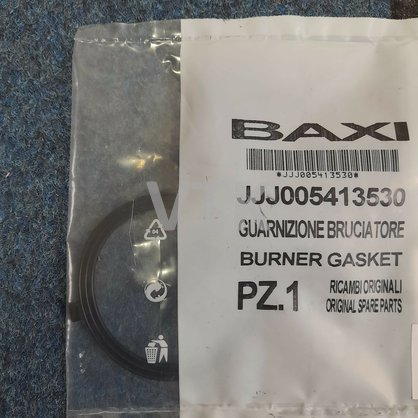 BAXI
*JJJ005413530*
JJJ005413530
GUARNIZIONE BRUCIATORE
BURNER GASKET
PZ.1
RICAMBI ORIGINALI
ORIGINAL SPARE PARTS